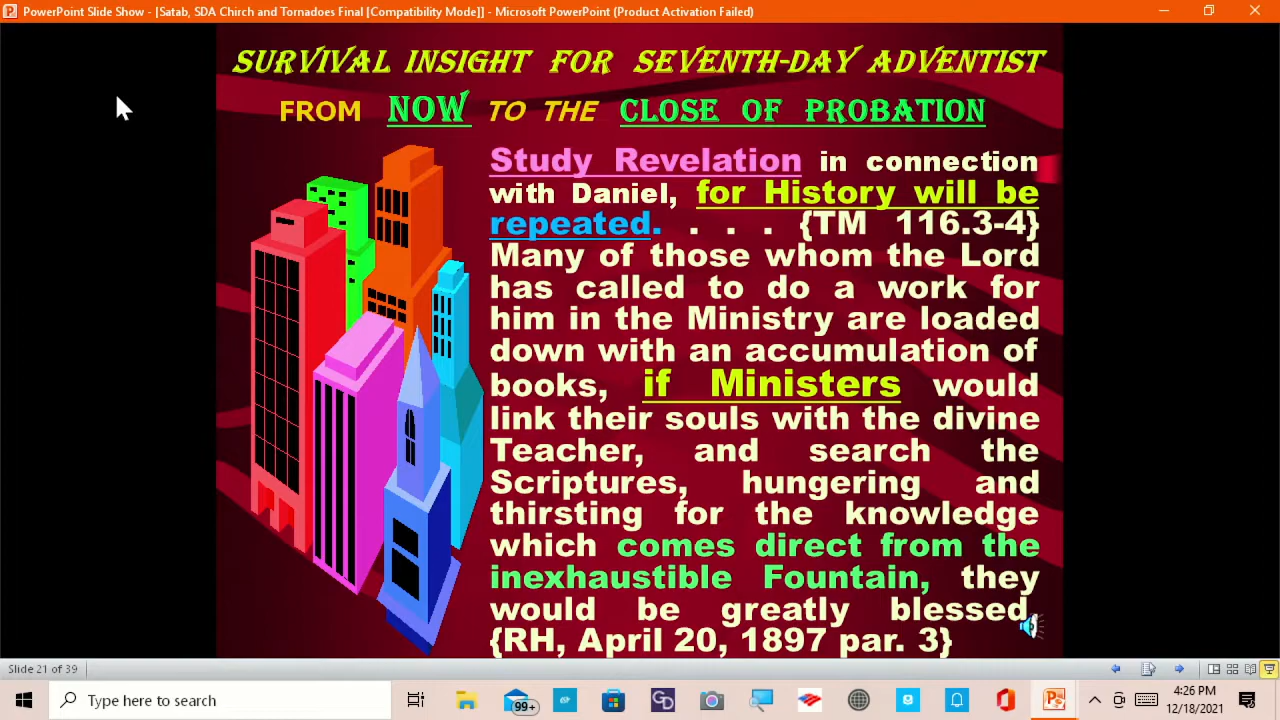 PowerPoint Slide Show - [Satab, SDA Chirch and Tornadoes Final [Compatibility Mode]] - Microsoft PowerPoint (Product Activation Failed)
SURVIVAL INSIGHT FOR SEVENTH-DAY ADVENTIST
FROM NOW TO THE CLOSE OF PROBATION
Study Revelation in connection
with Daniel, for History will be
repeated. . . . {TM 116.3-4}
Many of those whom the Lord
has called to do a work for
him in the Ministry are loaded
down with an accumulation of
books, if Ministers would
link their souls with the divine
Teacher, and search the
Scriptures, hungering and
thirsting for the knowledge
which comes direct from the
inexhaustible Fountain, they
would be greatly blessed.
{RH, April 20, 1897 par. 3}
Slide 21 of 39
Type here to search
99+
GD
4:26 PM
12/18/2021